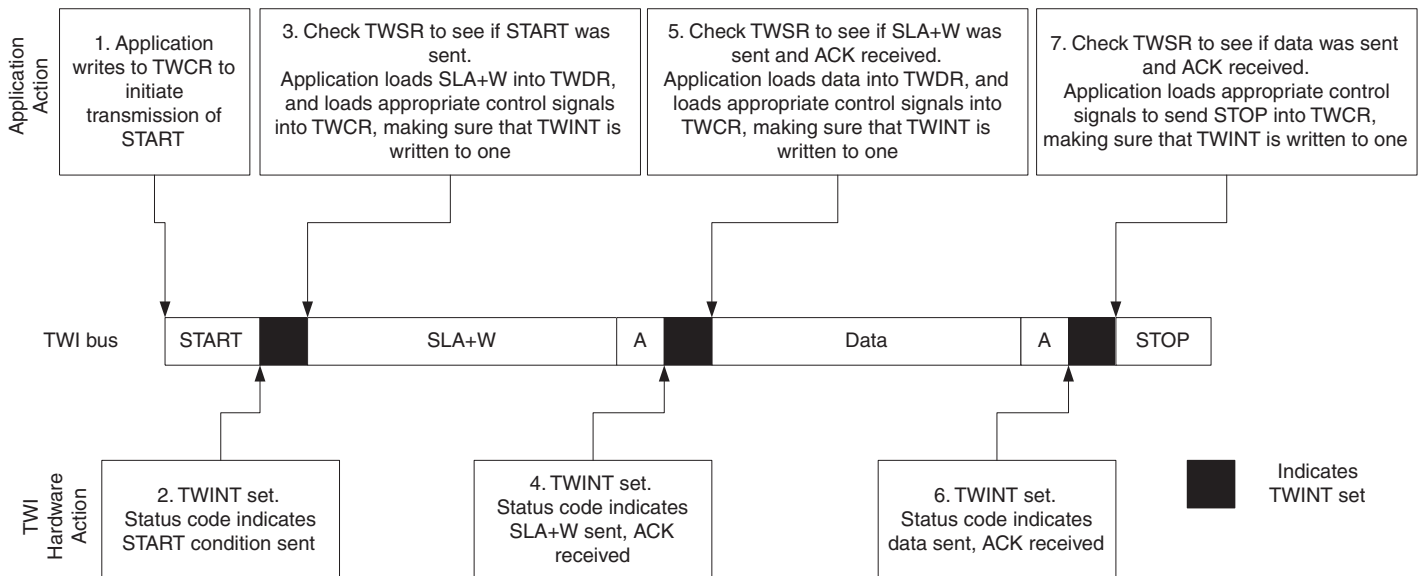 Application
Action
1. Application
writes to TWCR to
initiate
transmission of
START
3. Check TWSR to see if START was
sent.
Application loads SLA+W into TWDR,
and loads appropriate control signals
into TWCR, making sure that TWINT is
written to one
5. Check TWSR to see if SLA+W was
sent and ACK received.
Application loads data into TWDR, and
loads appropriate control signals into
TWCR, making sure that TWINT is
written to one
7. Check TWSR to see if data was sent
and ACK received.
Application loads appropriate control
signals to send STOP into TWCR,
making sure that TWINT is written to one
TWI bus
START
SLA+W
A
Data
A
STOP
TWI
Hardware
Action
2. TWINT set.
Status code indicates
START condition sent
4. TWINT set.
Status code indicates
SLA+W sent, ACK
received
6. TWINT set.
Status code indicates
data sent, ACK received
Indicates
TWINT set